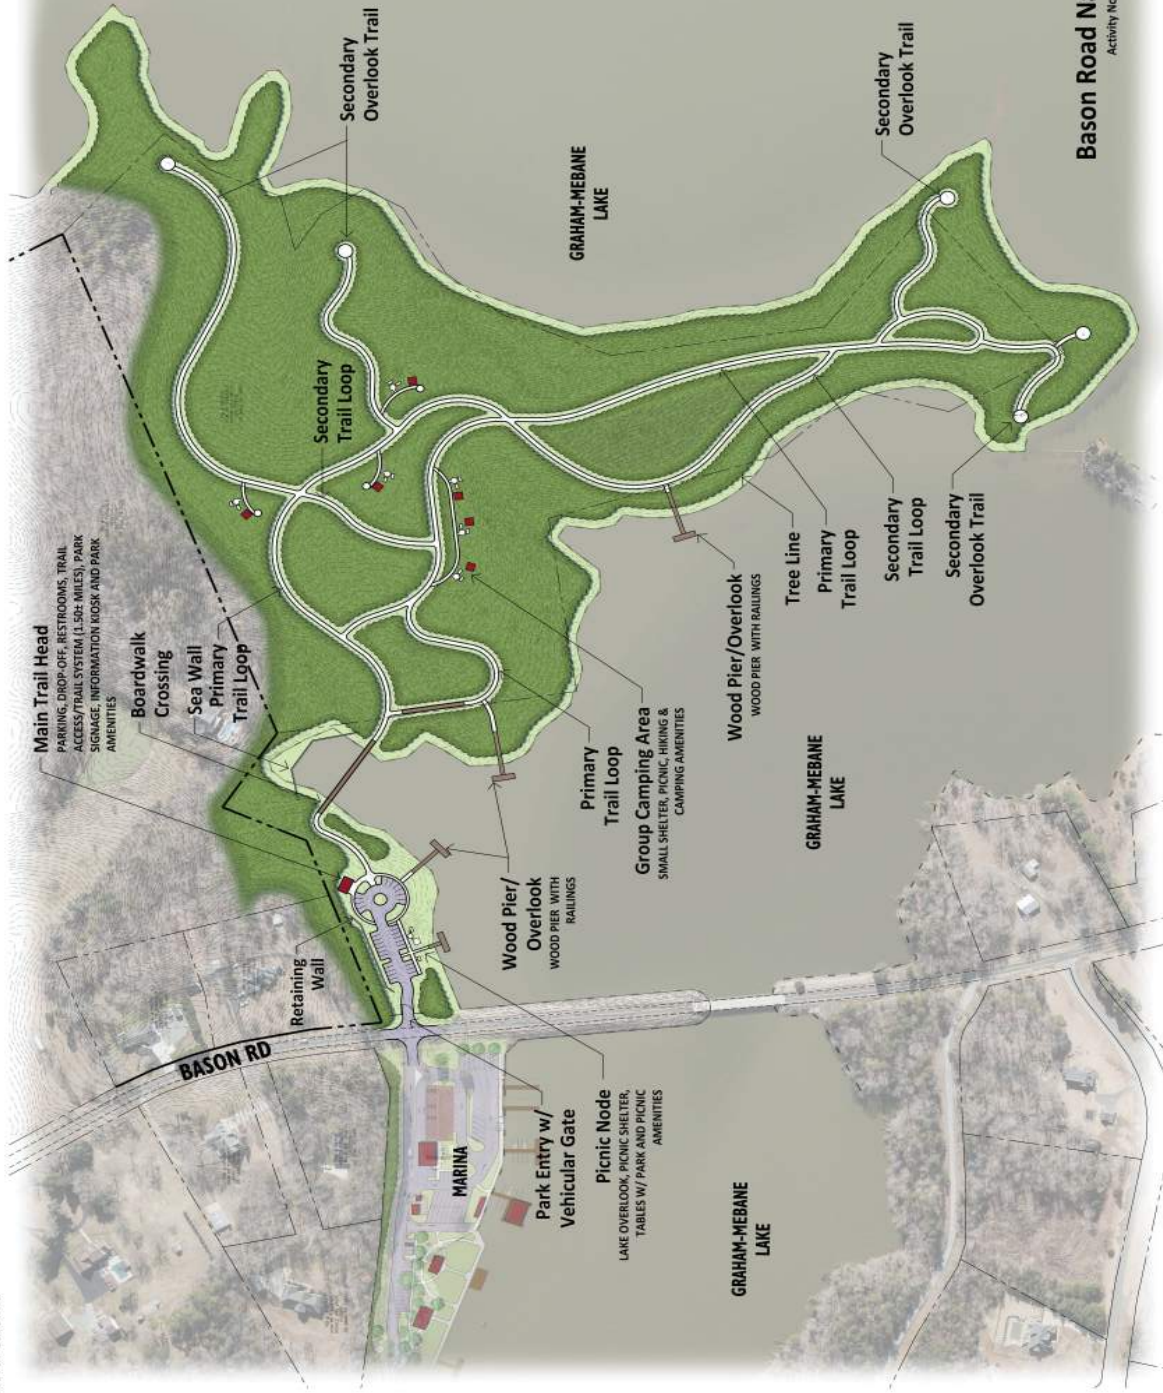 Main Trail Head
PARKING, DROP-OFF, RESTROOMS, TRAIL
ACCESS/TRAIL SYSTEM (1.50± MILES), PARK
SIGNAGE, INFORMATION KIOSK AND PARK
AMENITIES
Boardwalk
Crossing
Sea Wall
Primary
Trail Loop
Secondary
Trail Loop
Secondary
Overlook Trail
GRAHAM-MEBANE
LAKE
Secondary
Overlook Trail
Bason Road Na
Activity No
Retaining
Wall
BASON RD
Wood Pier/
Overlook
WOOD PIER WITH
RAILINGS
Primary
Trail Loop
Group Camping Area
SMALL SHELTER, PICNIC, HIKING &
CAMPING AMENITIES
Wood Pier/Overlook
WOOD PIER WITH RAILINGS
Tree Line
Primary
Trail Loop
Secondary
Trail Loop
Secondary
Overlook Trail
GRAHAM-MEBANE
LAKE
MARINA
Park Entry w/
Vehicular Gate
Picnic Node
LAKE OVERLOOK, PICNIC SHELTER,
TABLES W/ PARK AND PICNIC
AMENITIES
GRAHAM-MEBANE
LAKE